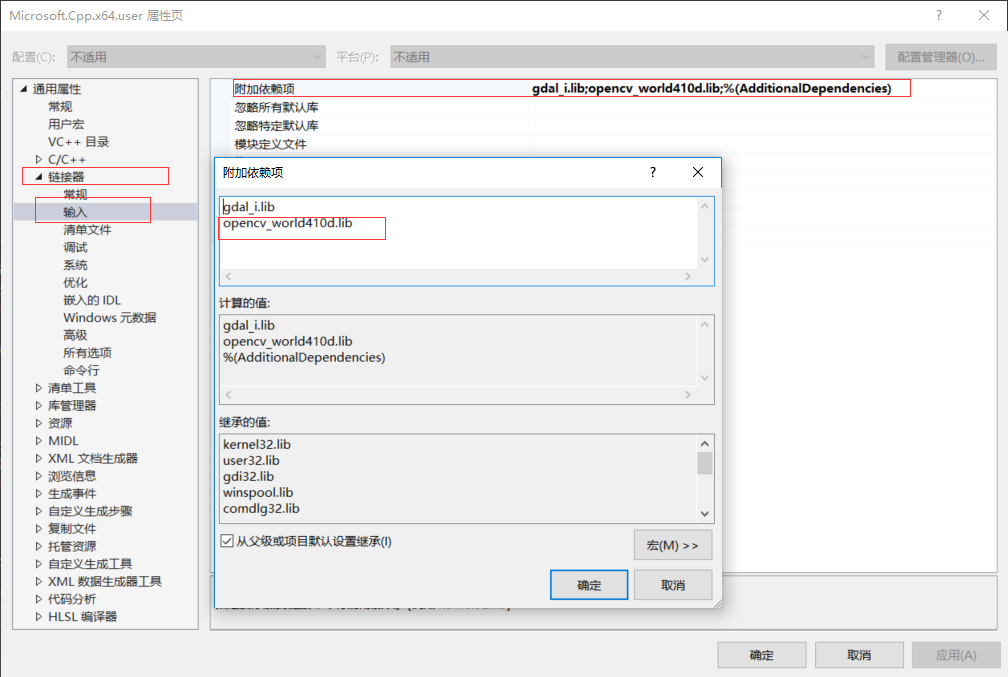 Microsoft.Cpp.x64.user 属性页
配置(C): 不适用 平台(P): 不适用 配置管理器(O)...
通用属性
常规
用户宏
VC++ 目录
C/C++
链接器
常规
输入
清单文件
调试
系统
优化
嵌入的 IDL
Windows 元数据
高级
所有选项
命令行
清单工具
库管理器
资源
MIDL
XML 文档生成器
浏览信息
生成事件
自定义生成步骤
复制文件
托管资源
自定义生成工具
XML 数据生成器工具
代码分析
HLSL 编译器
附加依赖项 gdal_i.lib;opencv_world410d.lib;%(AdditionalDependencies)
忽略所有默认库
忽略特定默认库
模块定义文件
附加依赖项
gdal_i.lib
opencv_world410d.lib
计算的值:
gdal_i.lib
opencv_world410d.lib
%(AdditionalDependencies)
继承的值:
kernel32.lib
user32.lib
gdi32.lib
winspool.lib
comdlg32.lib
从父级或项目默认设置继承(I)
宏(M) >>
确定 取消
确定 取消 应用(A)